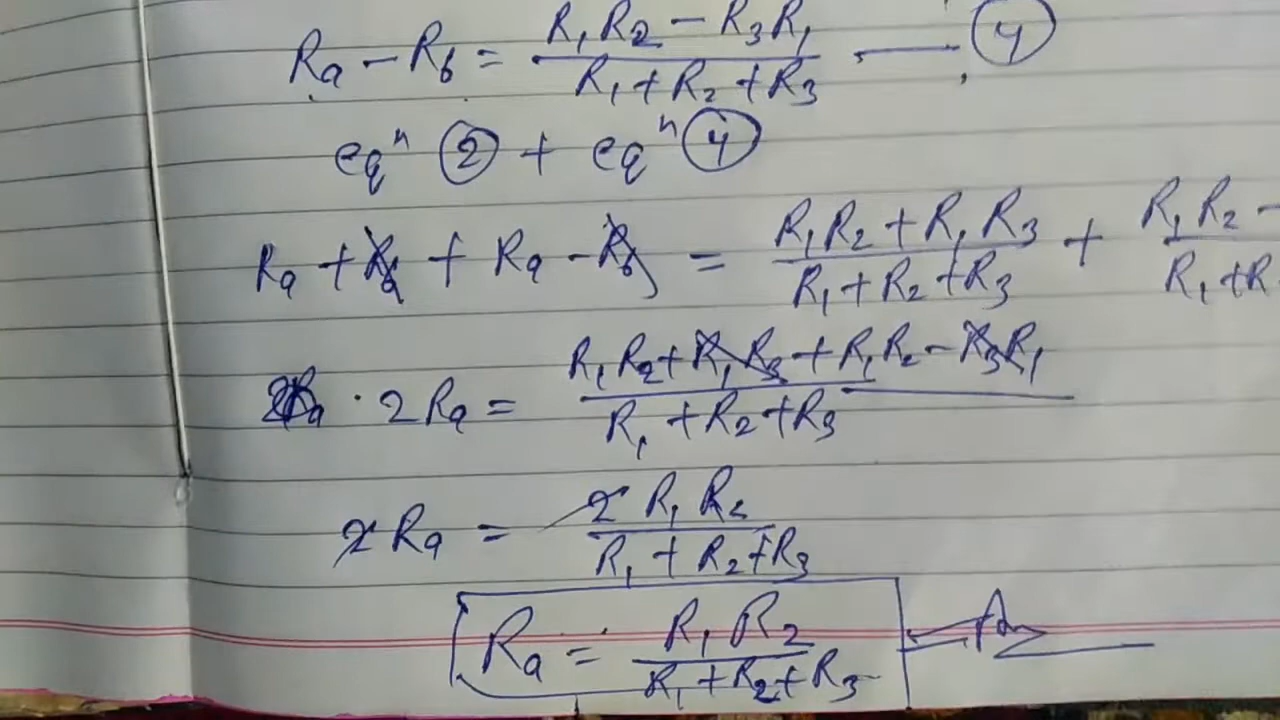 Ra - Rb = R1R2 - R3R1 / R1 + R2 + R3 — (4)
eqⁿ (2) + eqⁿ (4)
Ra + Rb + Ra - Rb = R1R2 + R1R3 / R1 + R2 + R3 + R1R2 - / R1 + R
2Ra · 2Ra = R1R2 + R1R3 + R1R2 - R3R1 / R1 + R2 + R3
2Ra = 2R1R2 / R1 + R2 + R3
Ra = R1R2 / R1 + R2 + R3